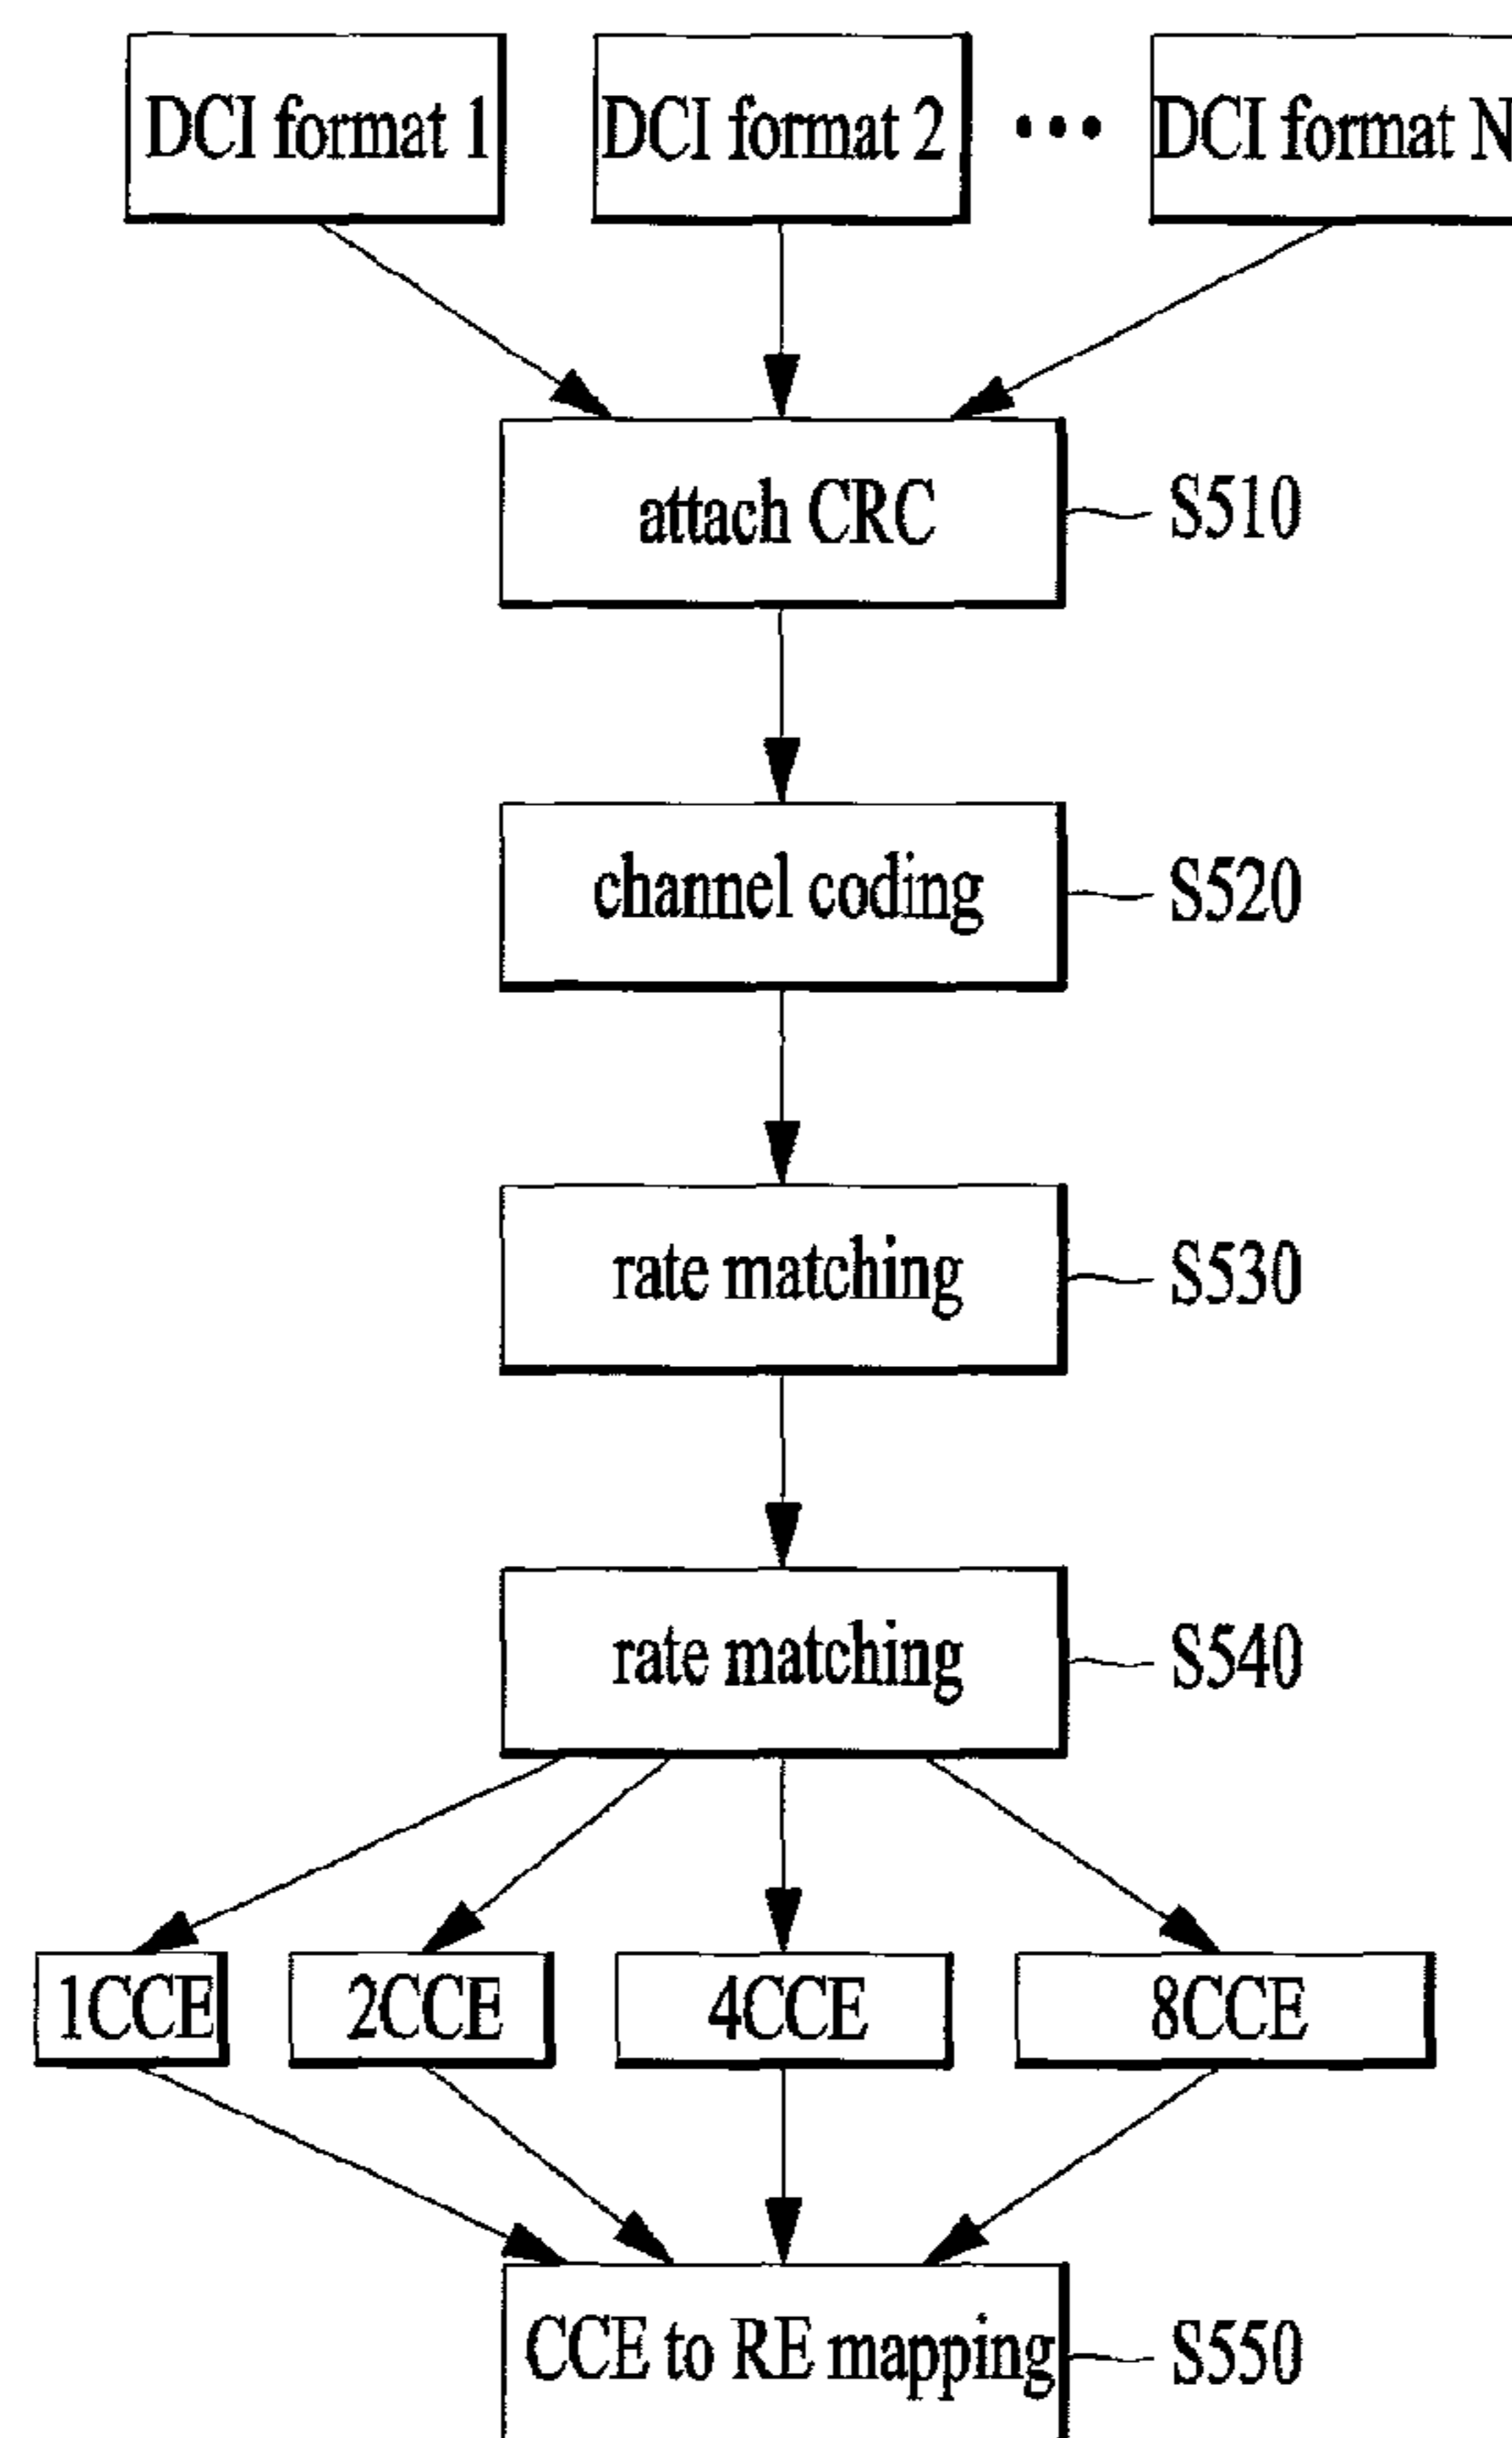 DCI format 1
DCI format 2
•••
DCI format N
attach CRC
S510
channel coding
S520
rate matching
S530
rate matching
S540
1CCE
2CCE
4CCE
8CCE
CCE to RE mapping
S550